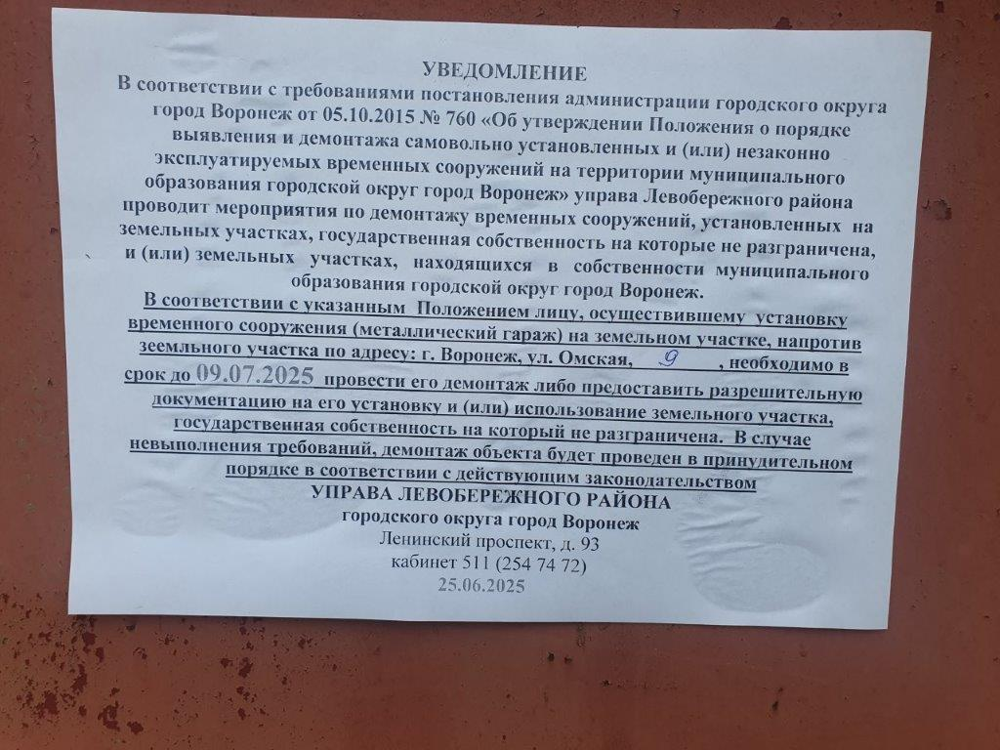 УВЕДОМЛЕНИЕ
В соответствии с требованиями постановления администрации городского округа
город Воронеж от 05.10.2015 № 760 «Об утверждении Положения о порядке
выявления и демонтажа самовольно установленных и (или) незаконно
эксплуатируемых временных сооружений на территории муниципального
образования городской округ город Воронеж» управа Левобережного района
проводит мероприятия по демонтажу временных сооружений, установленных на
земельных участках, государственная собственность на которые не разграничена,
и (или) земельных участках, находящихся в собственности муниципального
образования городской округ город Воронеж.
В соответствии с указанным Положением лицу, осуществившему установку
временного сооружения (металлический гараж) на земельном участке, напротив
зеемльного участка по адресу: г. Воронеж, ул. Омская, 9 , необходимо в
срок до 09.07.2025 провести его демонтаж либо предоставить разрешительную
документацию на его установку и (или) использование земельного участка,
государственная собственность на который не разграничена. В случае
невыполнения требований, демонтаж объекта будет проведен в принудительном
порядке в соответствии с действующим законодательством
УПРАВА ЛЕВОБЕРЕЖНОГО РАЙОНА
городского округа город Воронеж
Ленинский проспект, д. 93
кабинет 511 (254 74 72)
25.06.2025